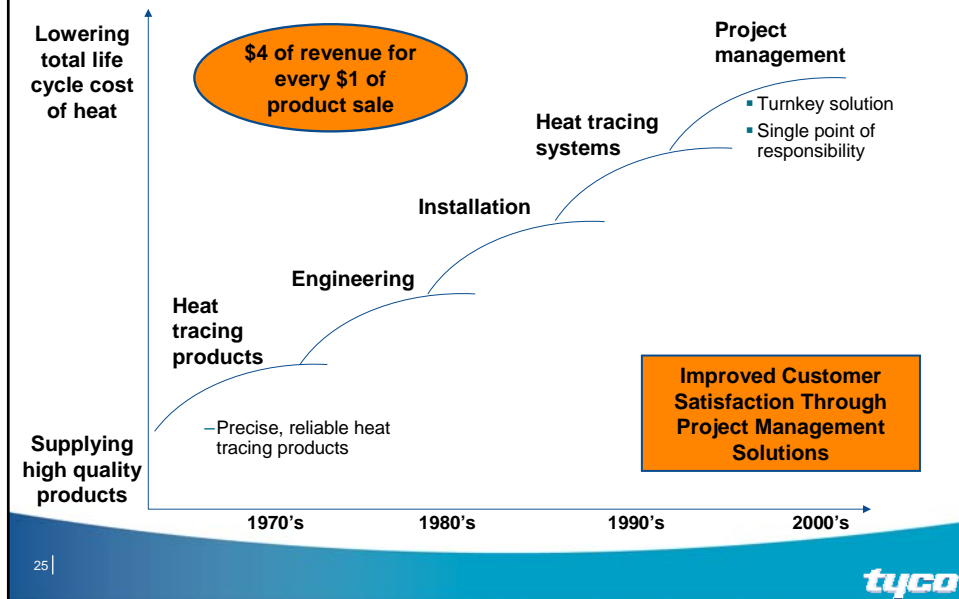 Lowering
total life
cycle cost
of heat
$4 of revenue for
every $1 of
product sale
Project
management
▪ Turnkey solution
▪ Single point of
responsibility
Heat tracing
systems
Installation
Engineering
Heat
tracing
products
–Precise, reliable heat
tracing products
Improved Customer
Satisfaction Through
Project Management
Solutions
Supplying
high quality
products
1970's 1980's 1990's 2000's
25
tyco